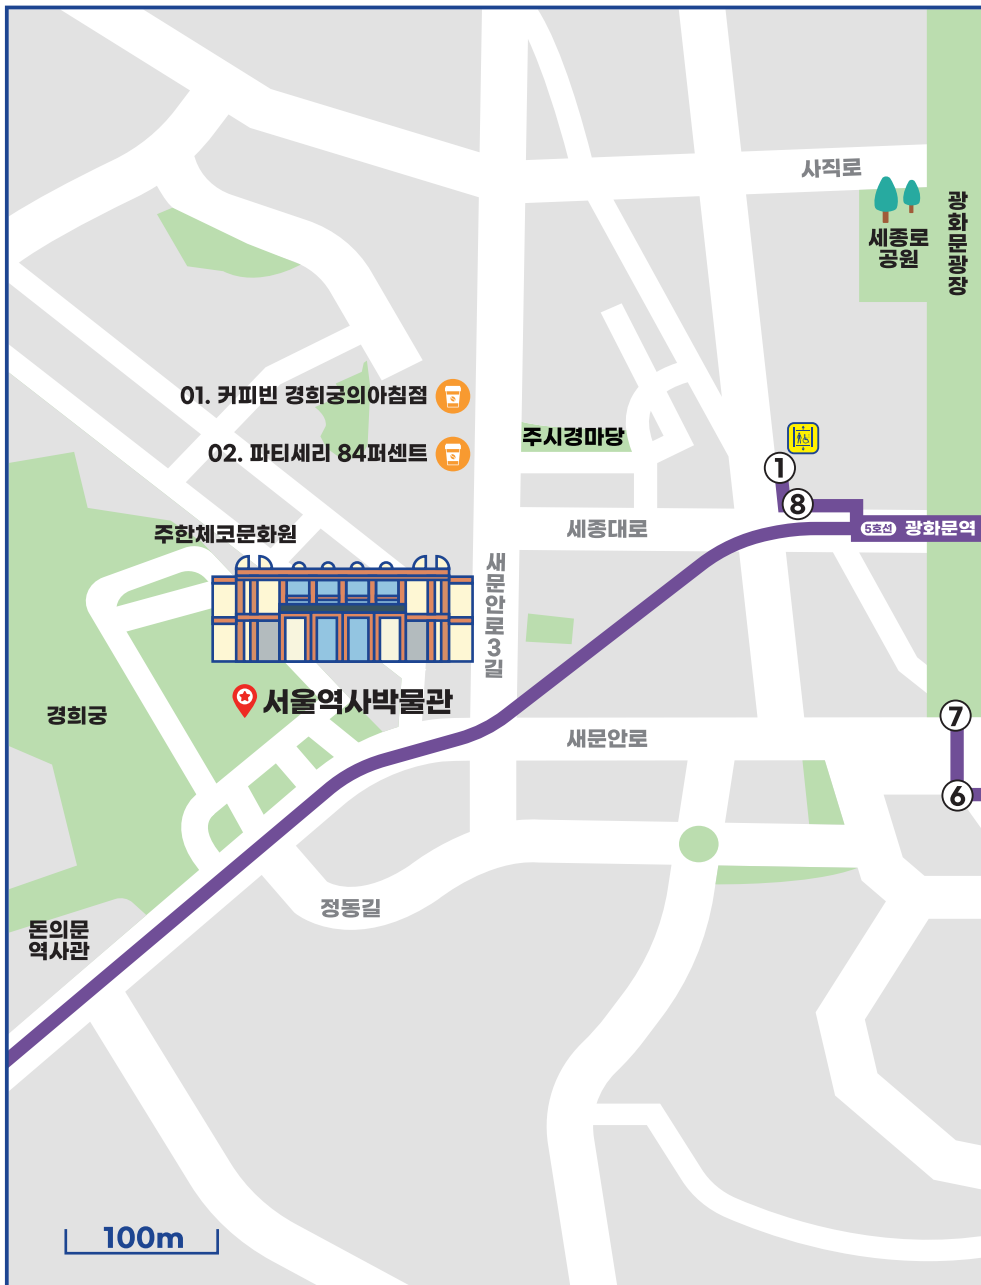 사직로
세종로
공원
광화문광장
01. 커피빈 경희궁의아침점
02. 파티세리 84퍼센트
주시경마당
1
8
세종대로
5호선 광화문역
주한체코문화원
새문안로3길
서울역사박물관
경희궁
새문안로
7
6
정동길
돈의문
역사관
100m